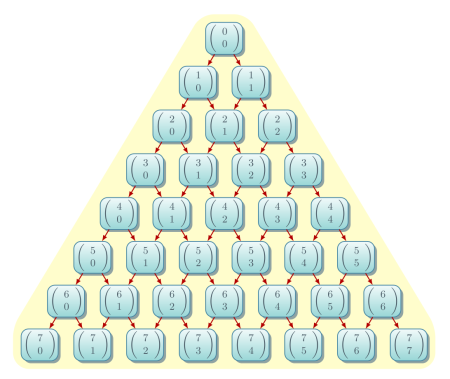 (0 0)
(1 0) (1 1)
(2 0) (2 1) (2 2)
(3 0) (3 1) (3 2) (3 3)
(4 0) (4 1) (4 2) (4 3) (4 4)
(5 0) (5 1) (5 2) (5 3) (5 4) (5 5)
(6 0) (6 1) (6 2) (6 3) (6 4) (6 5) (6 6)
(7 0) (7 1) (7 2) (7 3) (7 4) (7 5) (7 6) (7 7)